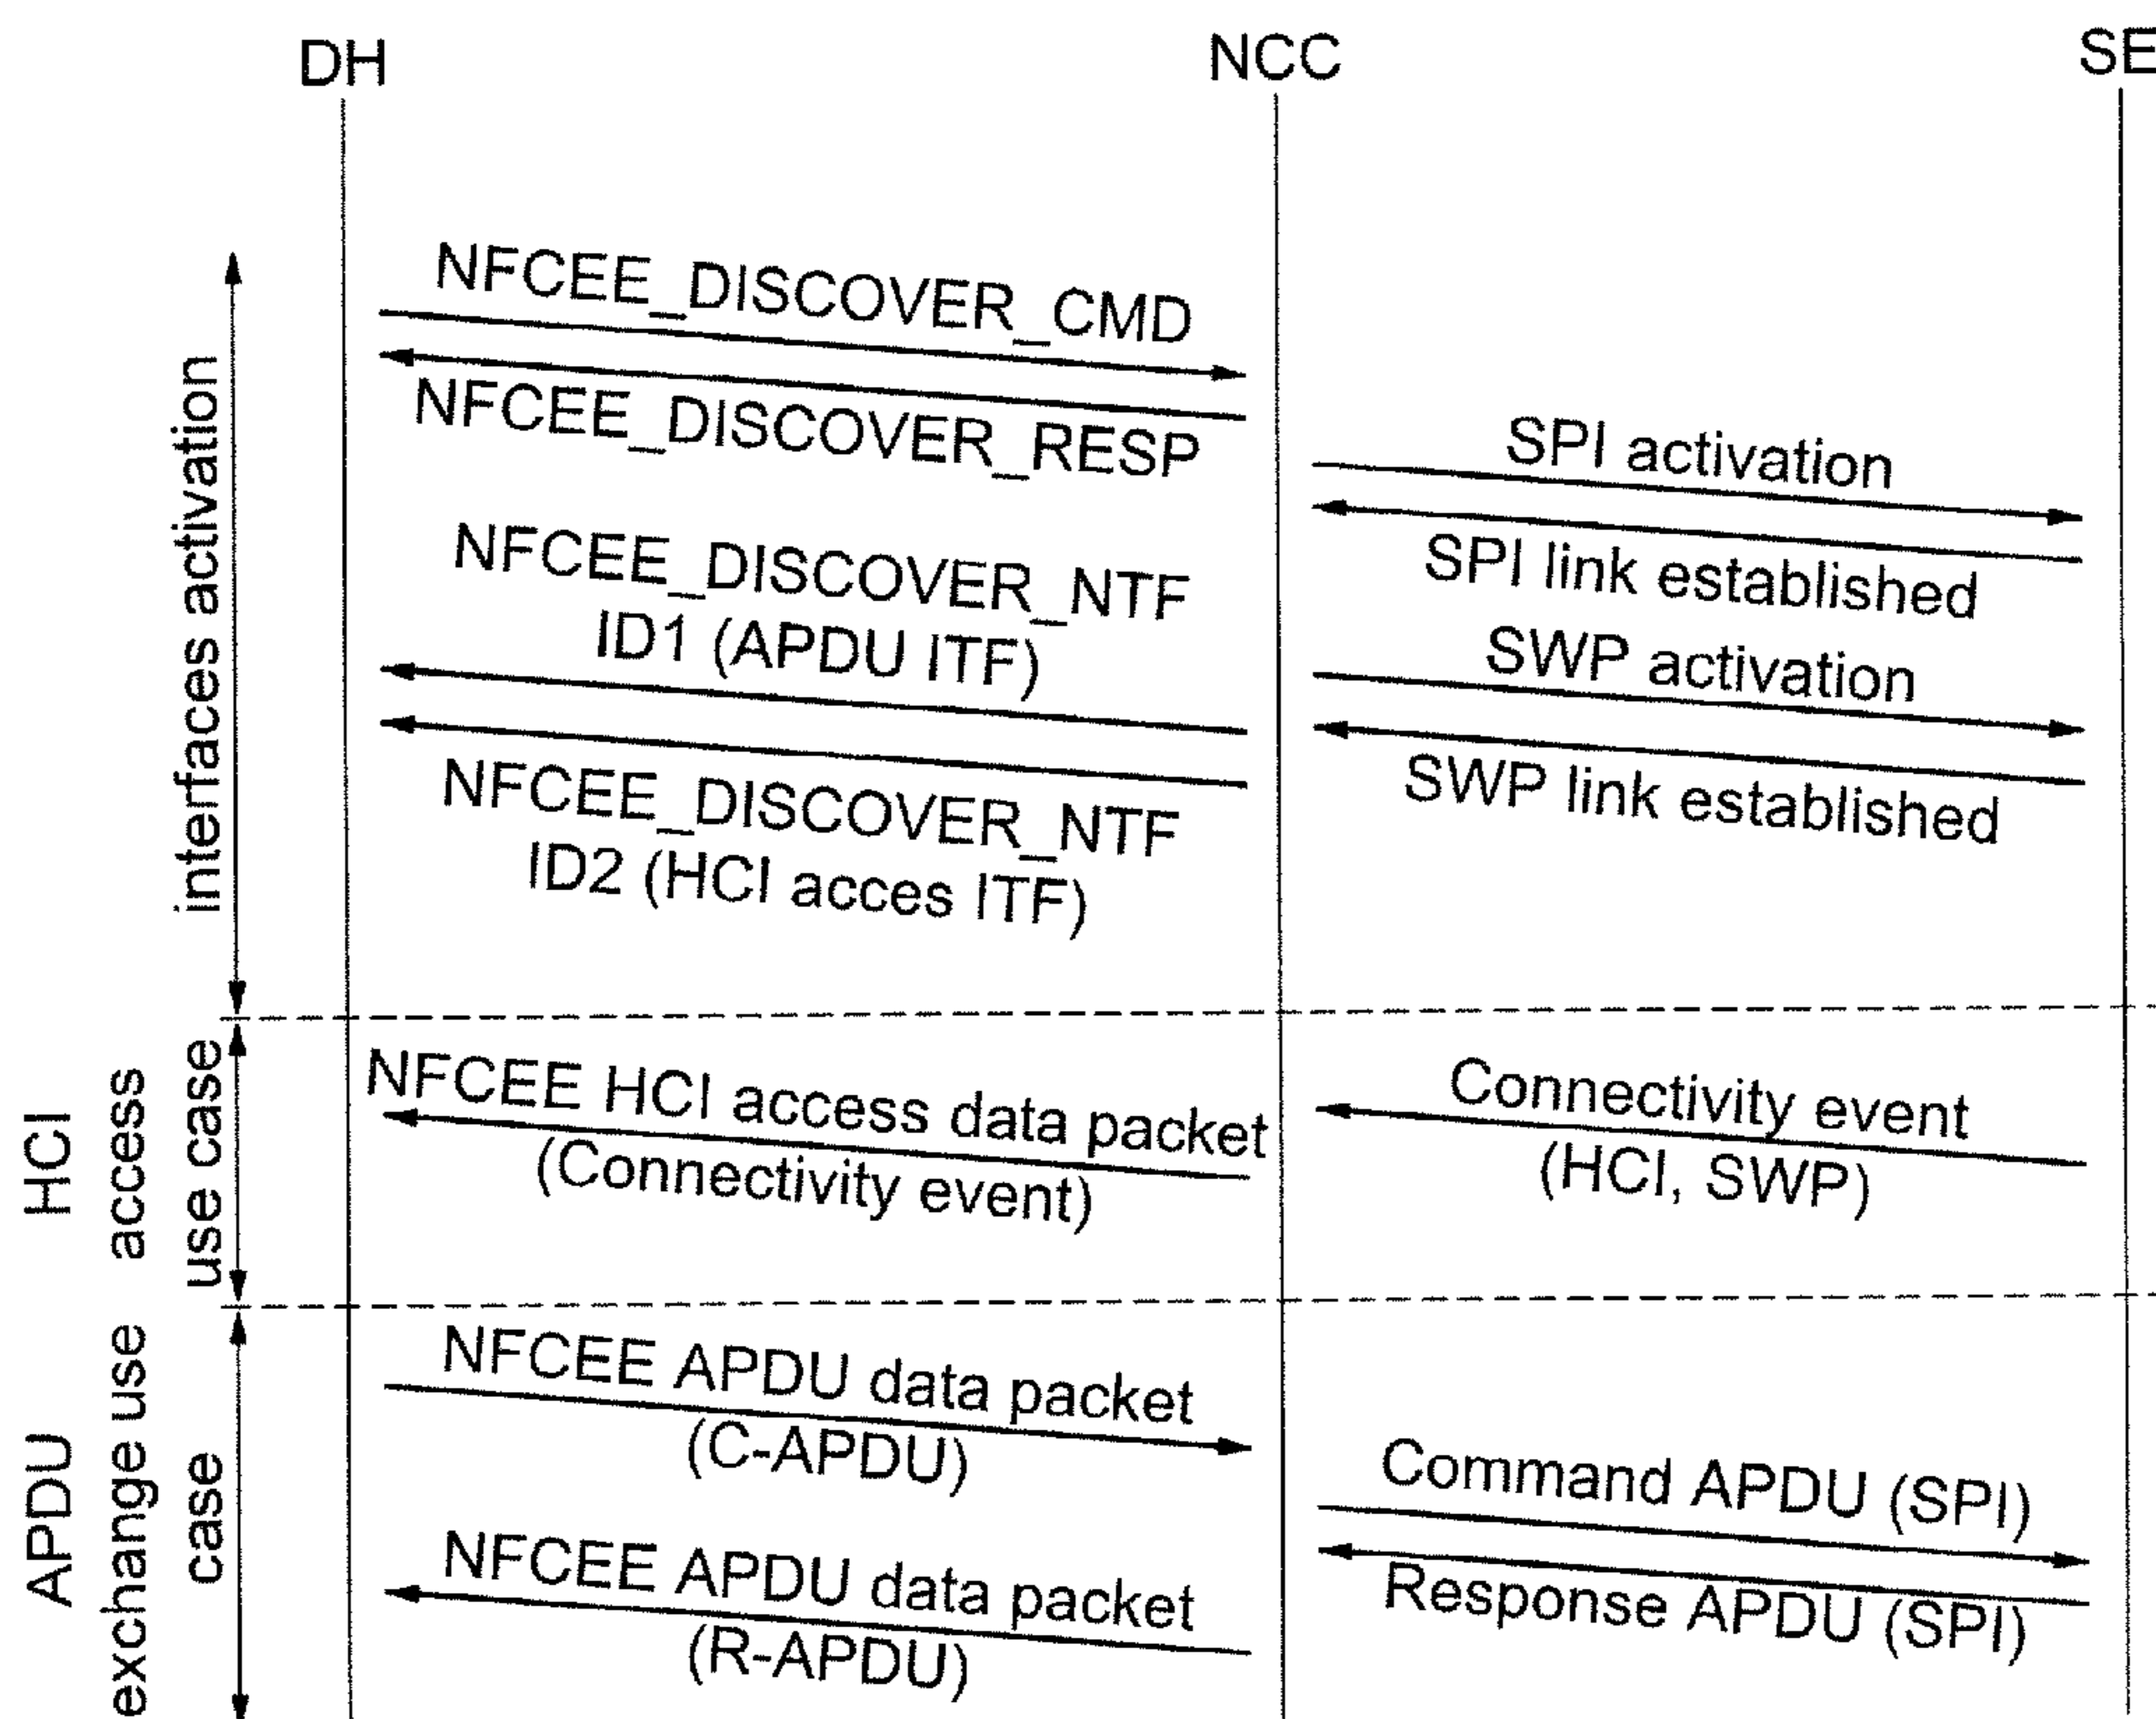 DH
NCC
SE
interfaces activation
NFCEE_DISCOVER_CMD
NFCEE_DISCOVER_RESP
SPI activation
SPI link established
NFCEE_DISCOVER_NTF
ID1 (APDU ITF)
SWP activation
SWP link established
NFCEE_DISCOVER_NTF
ID2 (HCI acces ITF)
HCI
access
use case
NFCEE HCI access data packet
(Connectivity event)
Connectivity event
(HCI, SWP)
APDU
exchange use
case
NFCEE APDU data packet
(C-APDU)
Command APDU (SPI)
Response APDU (SPI)
NFCEE APDU data packet
(R-APDU)